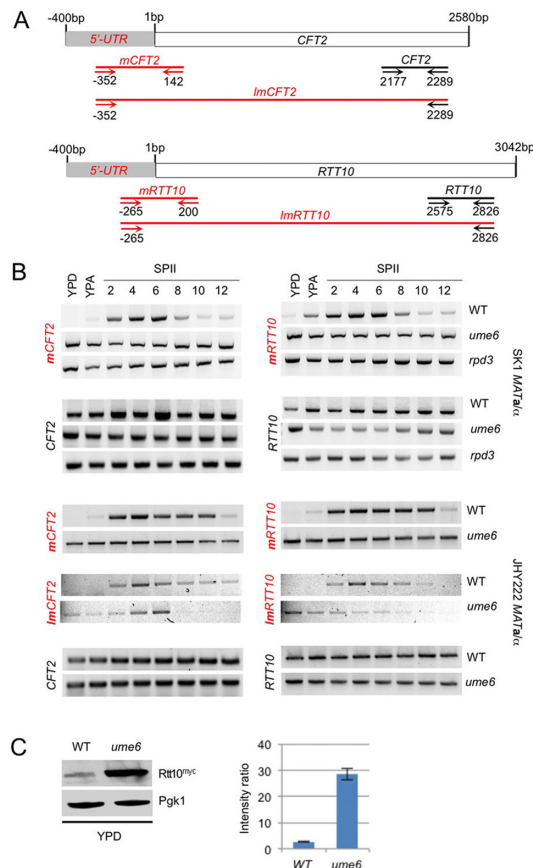 A
-400bp 1bp 2580bp
5'-UTR CFT2
mCFT2 CFT2
-352 142 2177 2289
lmCFT2
-352 2289
-400bp 1bp 3042bp
5'-UTR RTT10
mRTT10 RTT10
-265 200 2575 2826
lmRTT10
-265 2826
B
SPII SPII
YPD YPA 2 4 6 8 10 12 YPD YPA 2 4 6 8 10 12
mCFT2 mRTT10 WT
ume6
rpd3
SK1 MATa/α
CFT2 RTT10 WT
ume6
rpd3
mCFT2 mRTT10 WT
ume6
JHY222 MATa/α
lmCFT2 lmRTT10 WT
ume6
CFT2 RTT10 WT
ume6
C
WT ume6
Rtt10myc
Pgk1
YPD
Intensity ratio
40
30
20
10
0
WT ume6